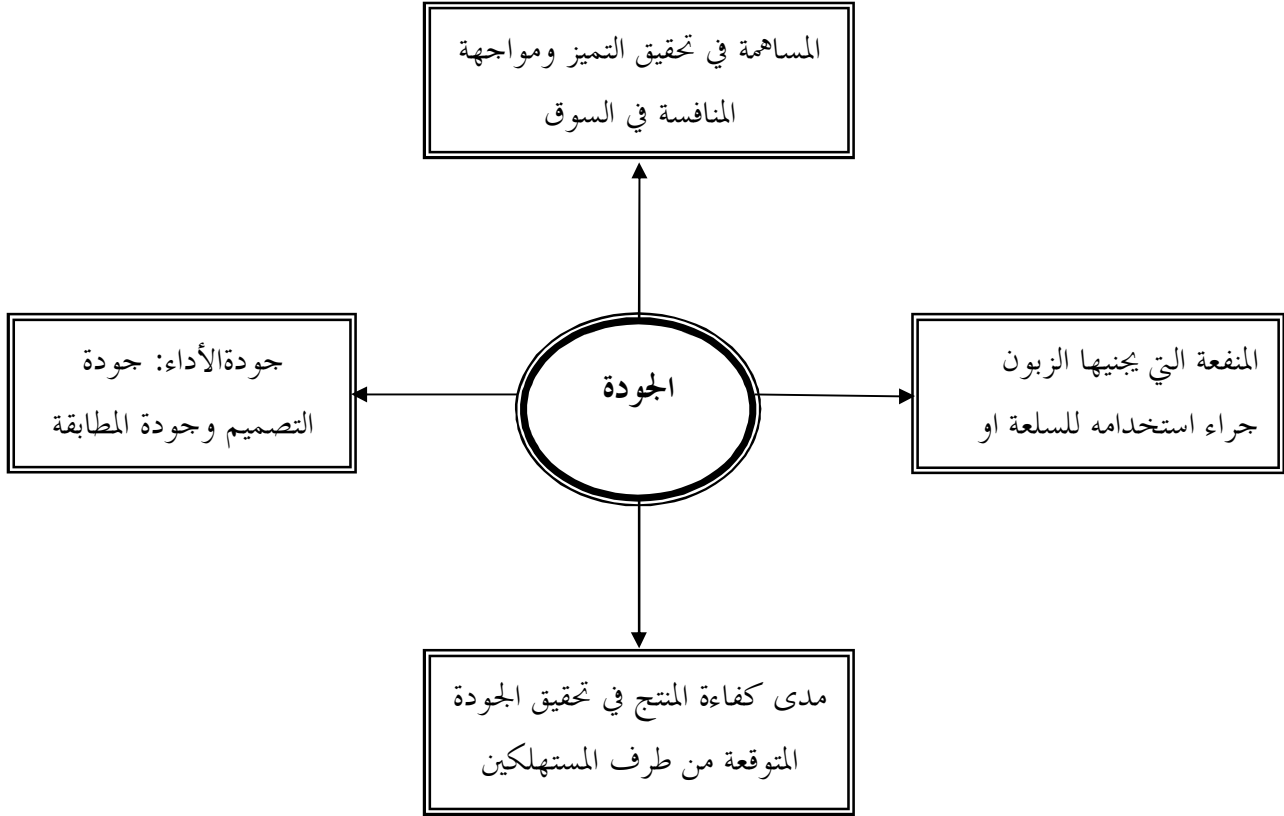 المساهمة في تحقيق التميز ومواجهة
المنافسة في السوق
المنفعة التي يجنيها الزبون
جراء استخدامه للسلعة او
الجودة
جودةالأداء: جودة
التصميم وجودة المطابقة
مدى كفاءة المنتج في تحقيق الجودة
المتوقعة من طرف المستهلكين